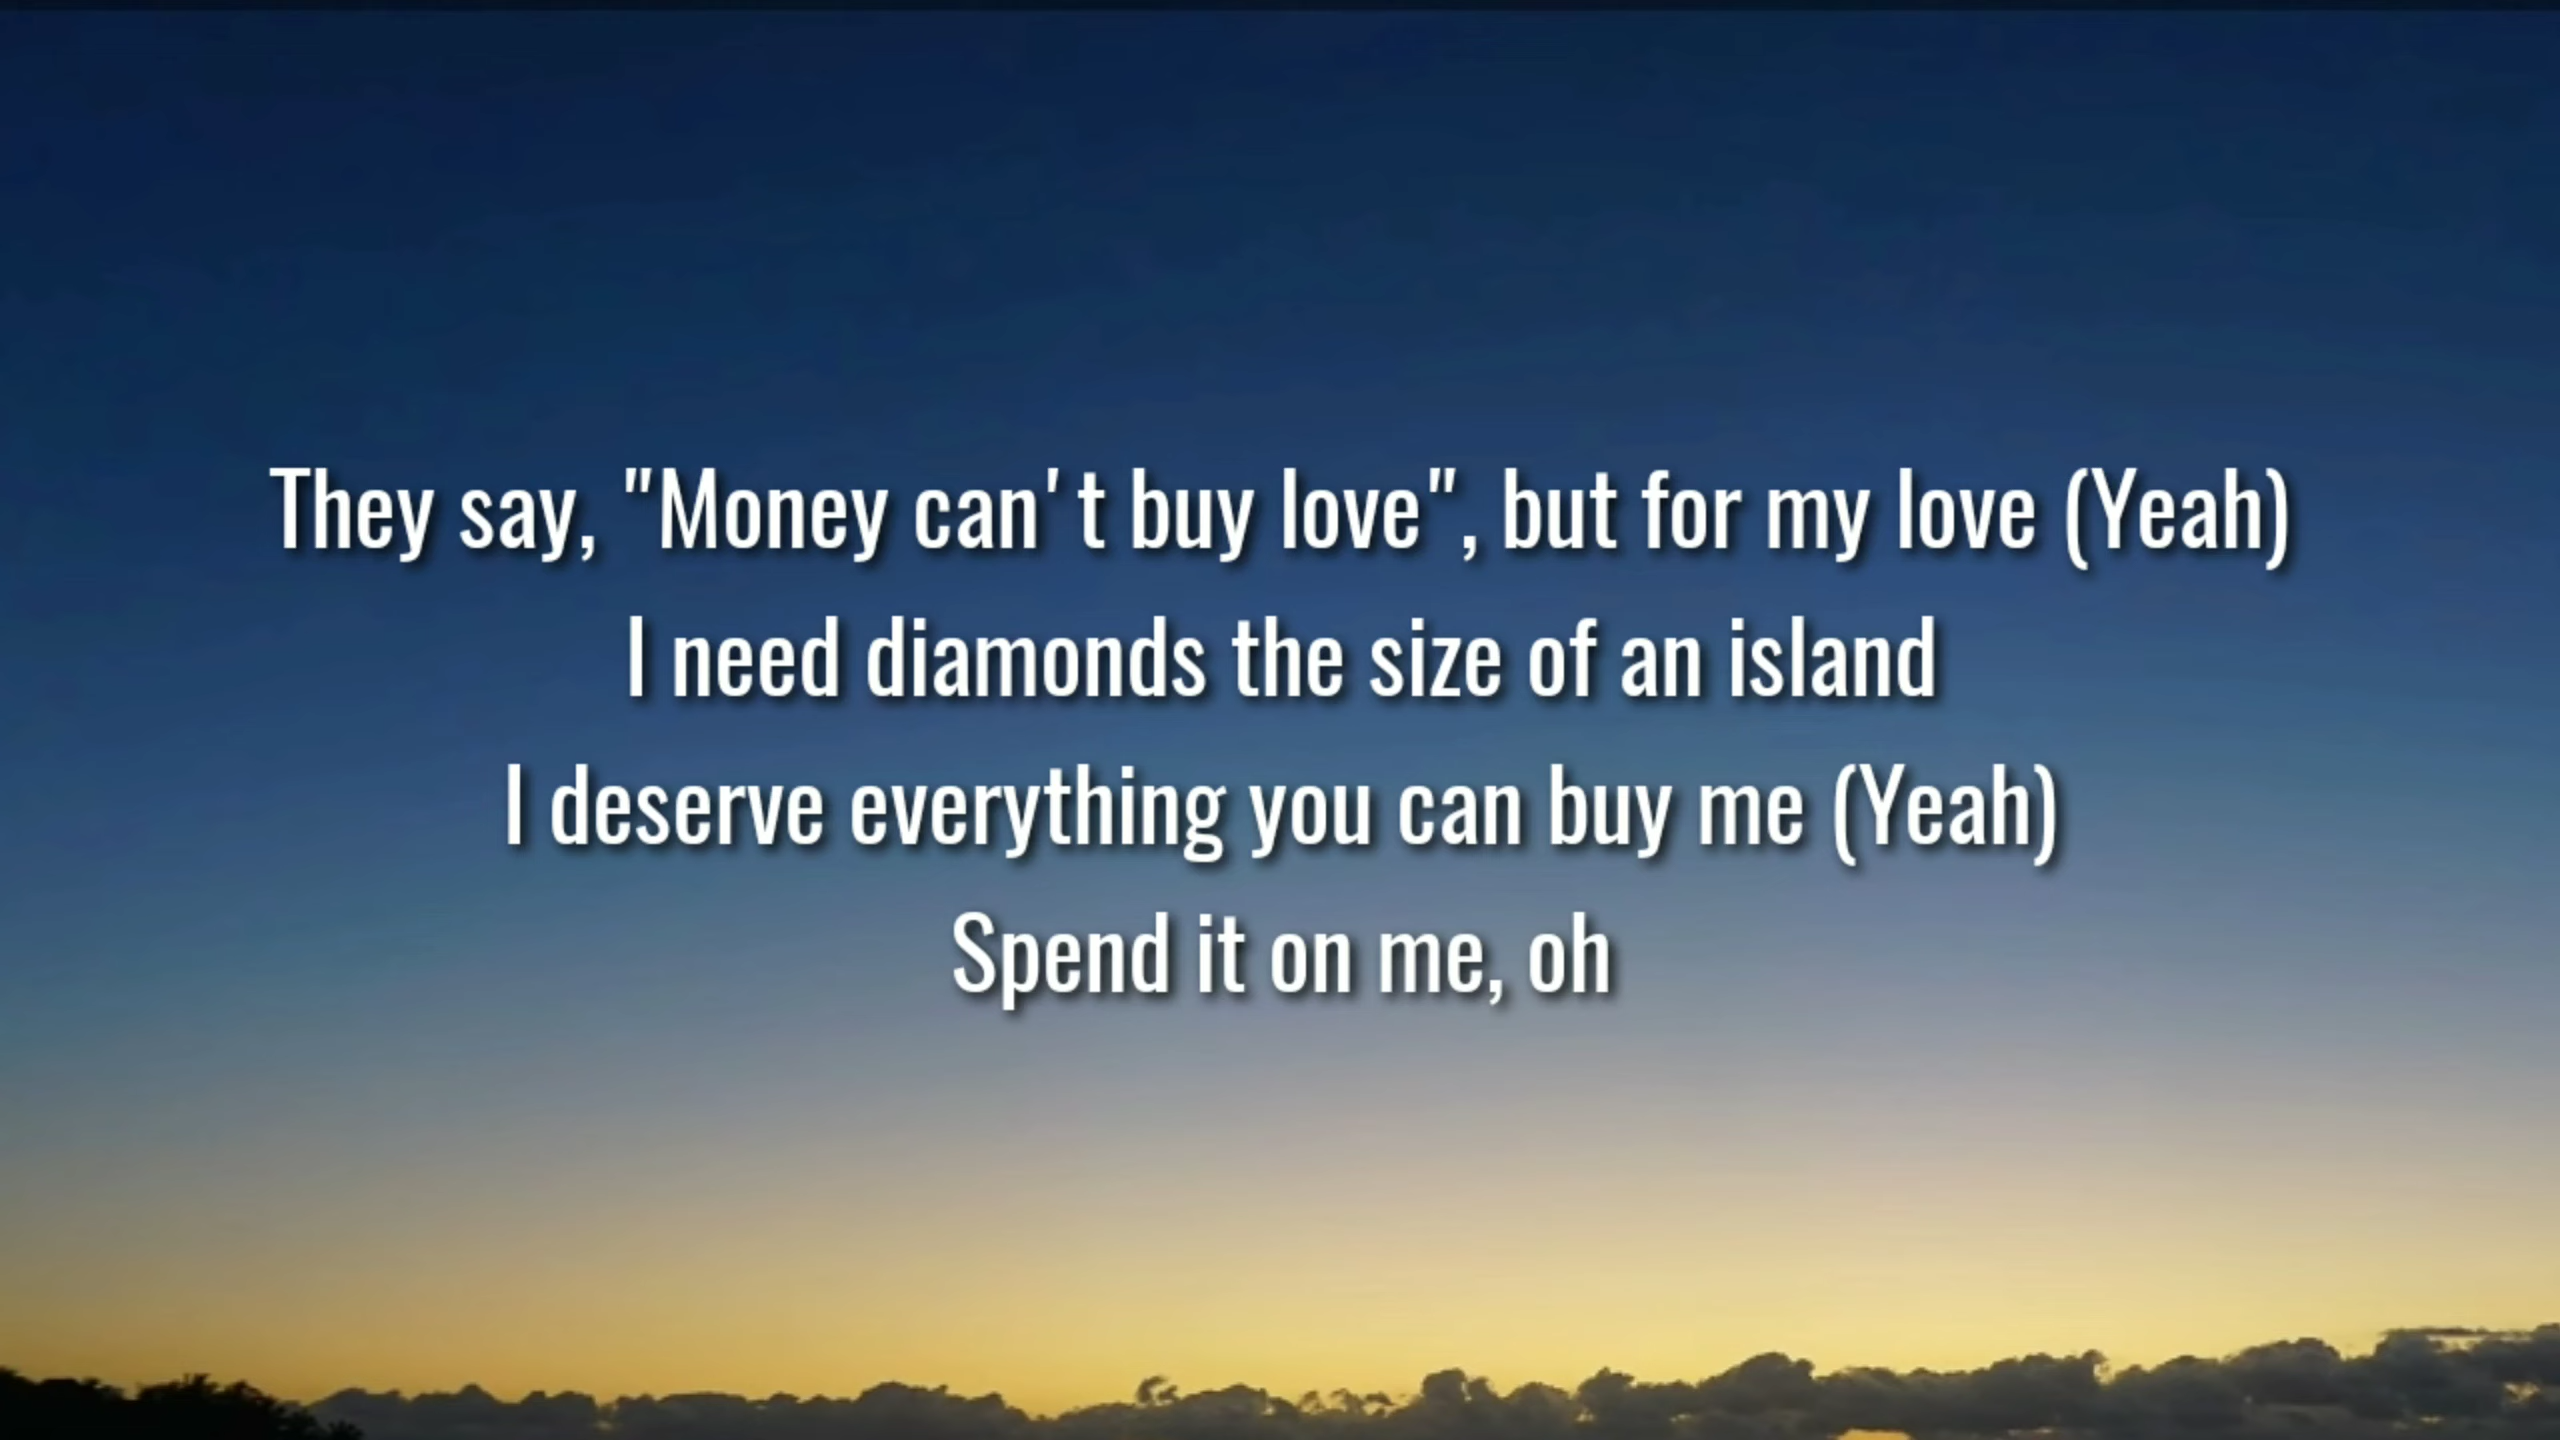 They say, "Money can't buy love", but for my love (Yeah)
I need diamonds the size of an island
I deserve everything you can buy me (Yeah)
Spend it on me, oh